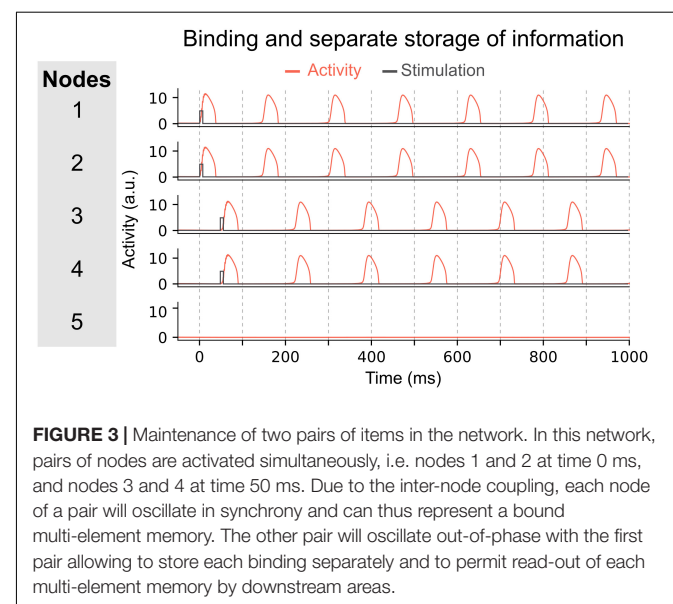 Binding and separate storage of information
Nodes
Activity
Stimulation
1
10
0
2
10
0
3
10
0
4
10
0
5
10
0
Activity (a.u.)
0 200 400 600 800 1000
Time (ms)
FIGURE 3 | Maintenance of two pairs of items in the network. In this network,
pairs of nodes are activated simultaneously, i.e. nodes 1 and 2 at time 0 ms,
and nodes 3 and 4 at time 50 ms. Due to the inter-node coupling, each node
of a pair will oscillate in synchrony and can thus represent a bound
multi-element memory. The other pair will oscillate out-of-phase with the first
pair allowing to store each binding separately and to permit read-out of each
multi-element memory by downstream areas.